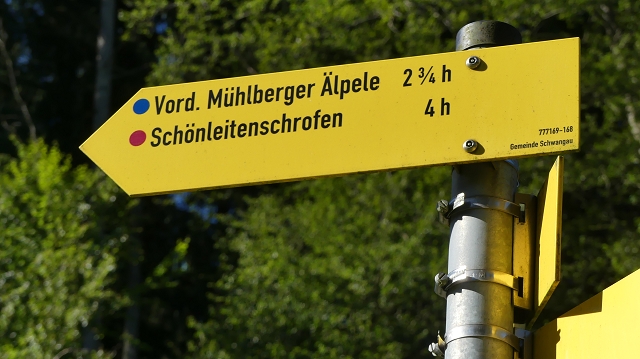 Vord. Mühlberger Älpele 2 ¾ h
Schönleitenschrofen 4 h
777169-168
Gemeinde Schwangau